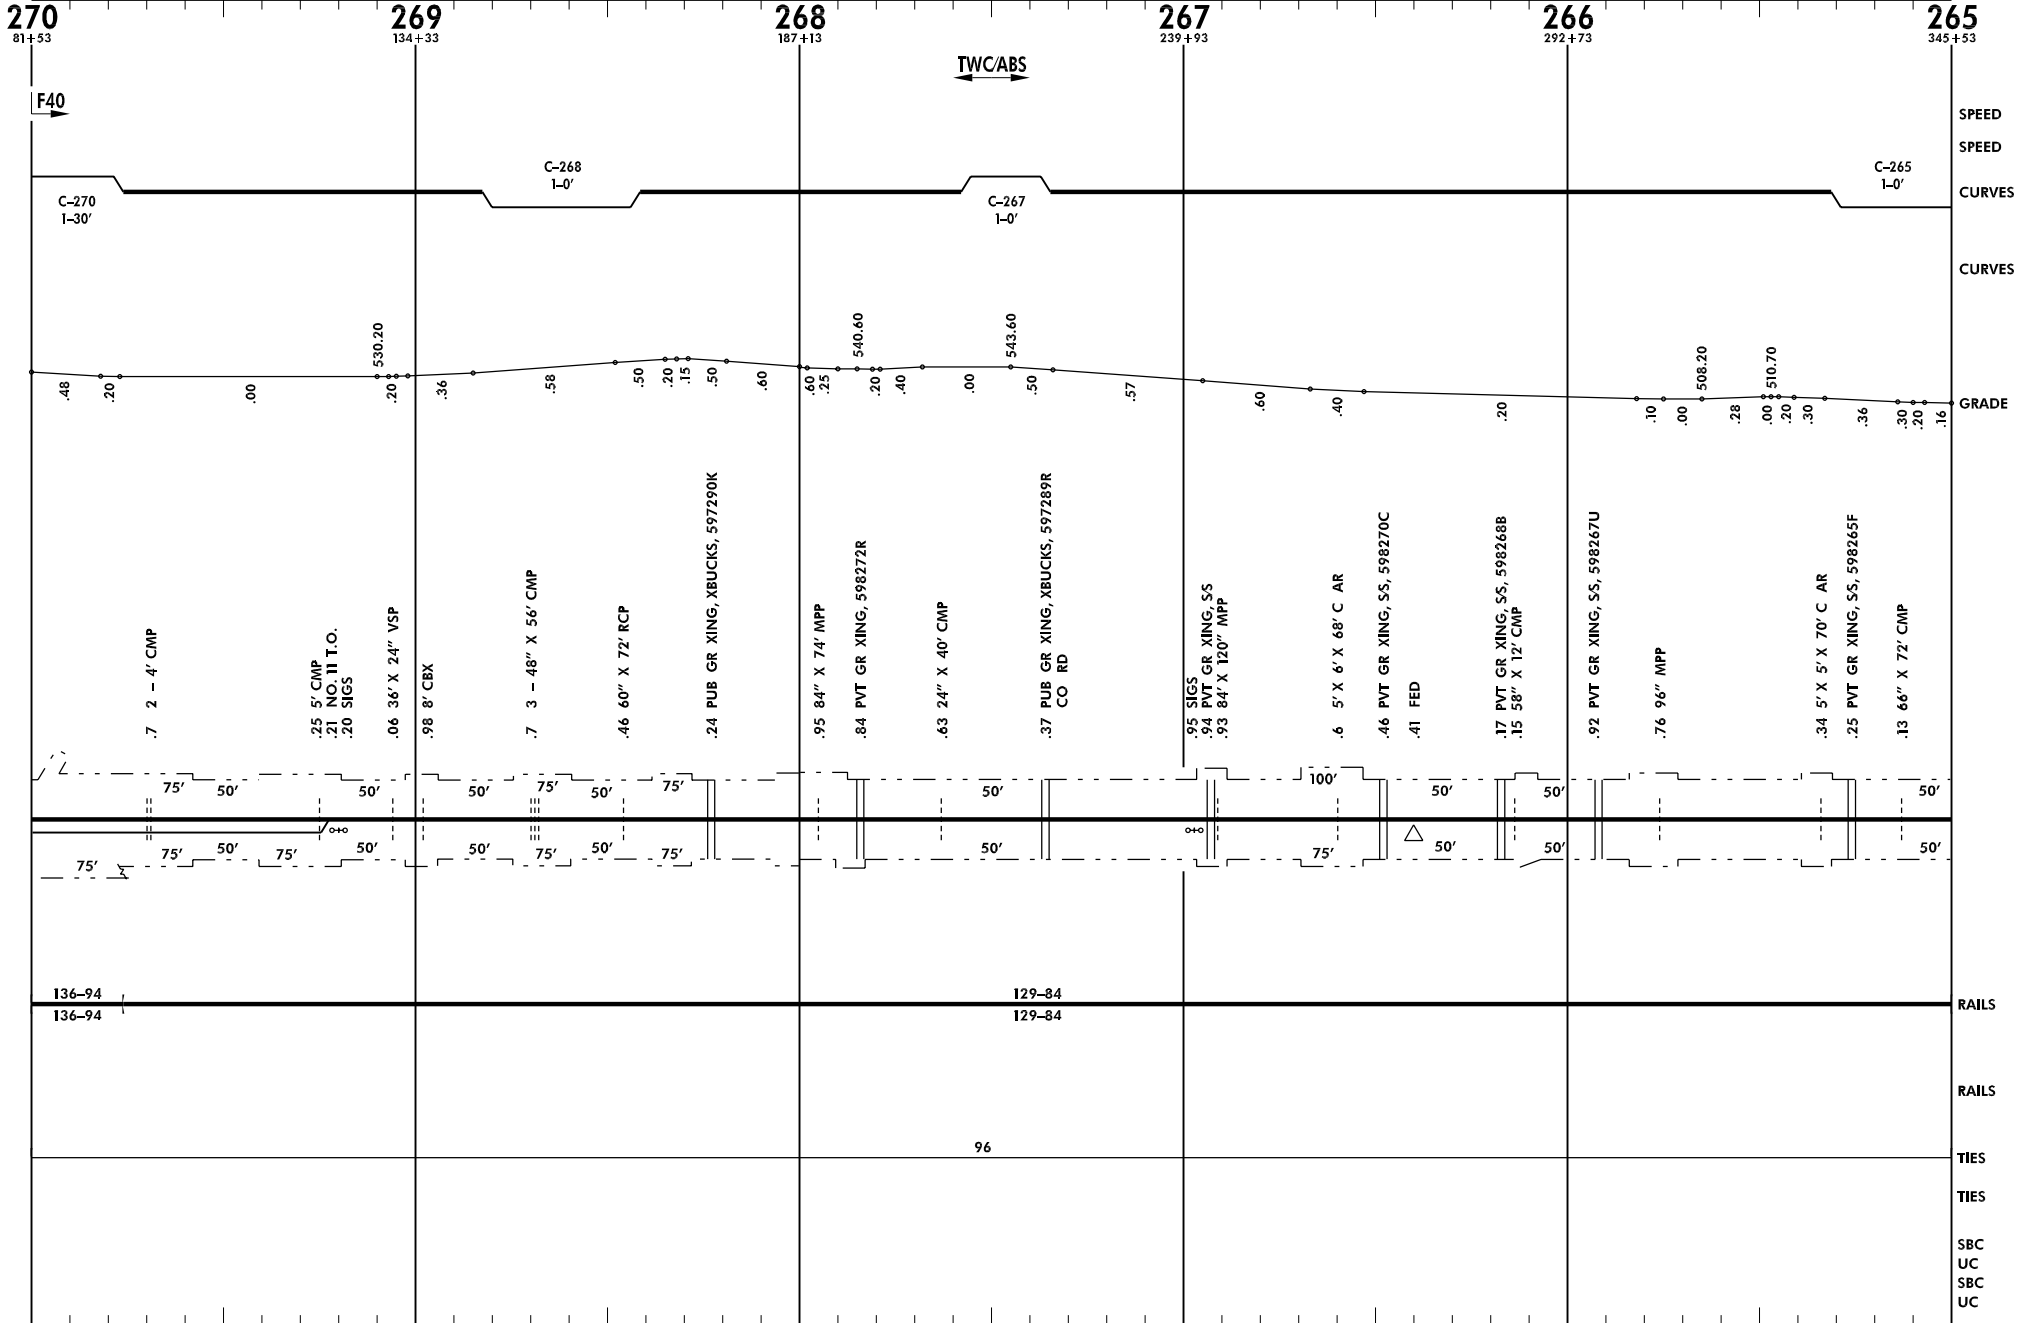 270 269 268 267 266 265
81+53 134+33 187+13 239+93 292+73 345+53
TWC/ABS
F40
SPEED
SPEED
C-268
1-0′
C-265
1-0′
CURVES
C-270
1-30′
C-267
1-0′
CURVES
530.20 540.60 543.60 508.20 510.70
.48 .20 .00 .20 .36 .58 .50 .20 .15 .50 .60 .60 .25 .20 .40 .00 .50 .57 .60 .40 .20 .10 .00 .28 .00 .20 .30 .36 .30 .20 .16
GRADE
.7 2 - 4′ CMP
.25 5′ CMP
.21 NO. 11 T.O.
.20 SIGS
.06 36′ X 24″ VSP
.98 8′ CBX
.7 3 - 48″ X 56′ CMP
.46 60″ X 72′ RCP
.24 PUB GR XING, XBUCKS, 597290K
.95 84″ X 74′ MPP
.84 PVT GR XING, 598272R
.63 24″ X 40′ CMP
.37 PUB GR XING, XBUCKS, 597289R
CO RD
.95 SIGS
.94 PVT GR XING, S/S
.93 84′ X 120″ MPP
.6 5′ X 6′ X 68′ C AR
.46 PVT GR XING, S/S, 598270C
.41 FED
.17 PVT GR XING, S/S, 598268B
.15 58″ X 12′ CMP
.92 PVT GR XING, S/S, 598267U
.76 96″ MPP
.34 5′ X 5′ X 70′ C AR
.25 PVT GR XING, S/S, 598265F
.13 66″ X 72′ CMP
75′ 50′ 50′ 50′ 75′ 50′ 75′ 50′ 100′ 50′ 50′ 50′
75′ 75′ 50′ 75′ 50′ 50′ 75′ 50′ 75′ 50′ 75′ 50′ 50′ 50′
136-94 129-84
RAILS
136-94 129-84
RAILS
96
TIES
TIES
SBC
UC
SBC
UC